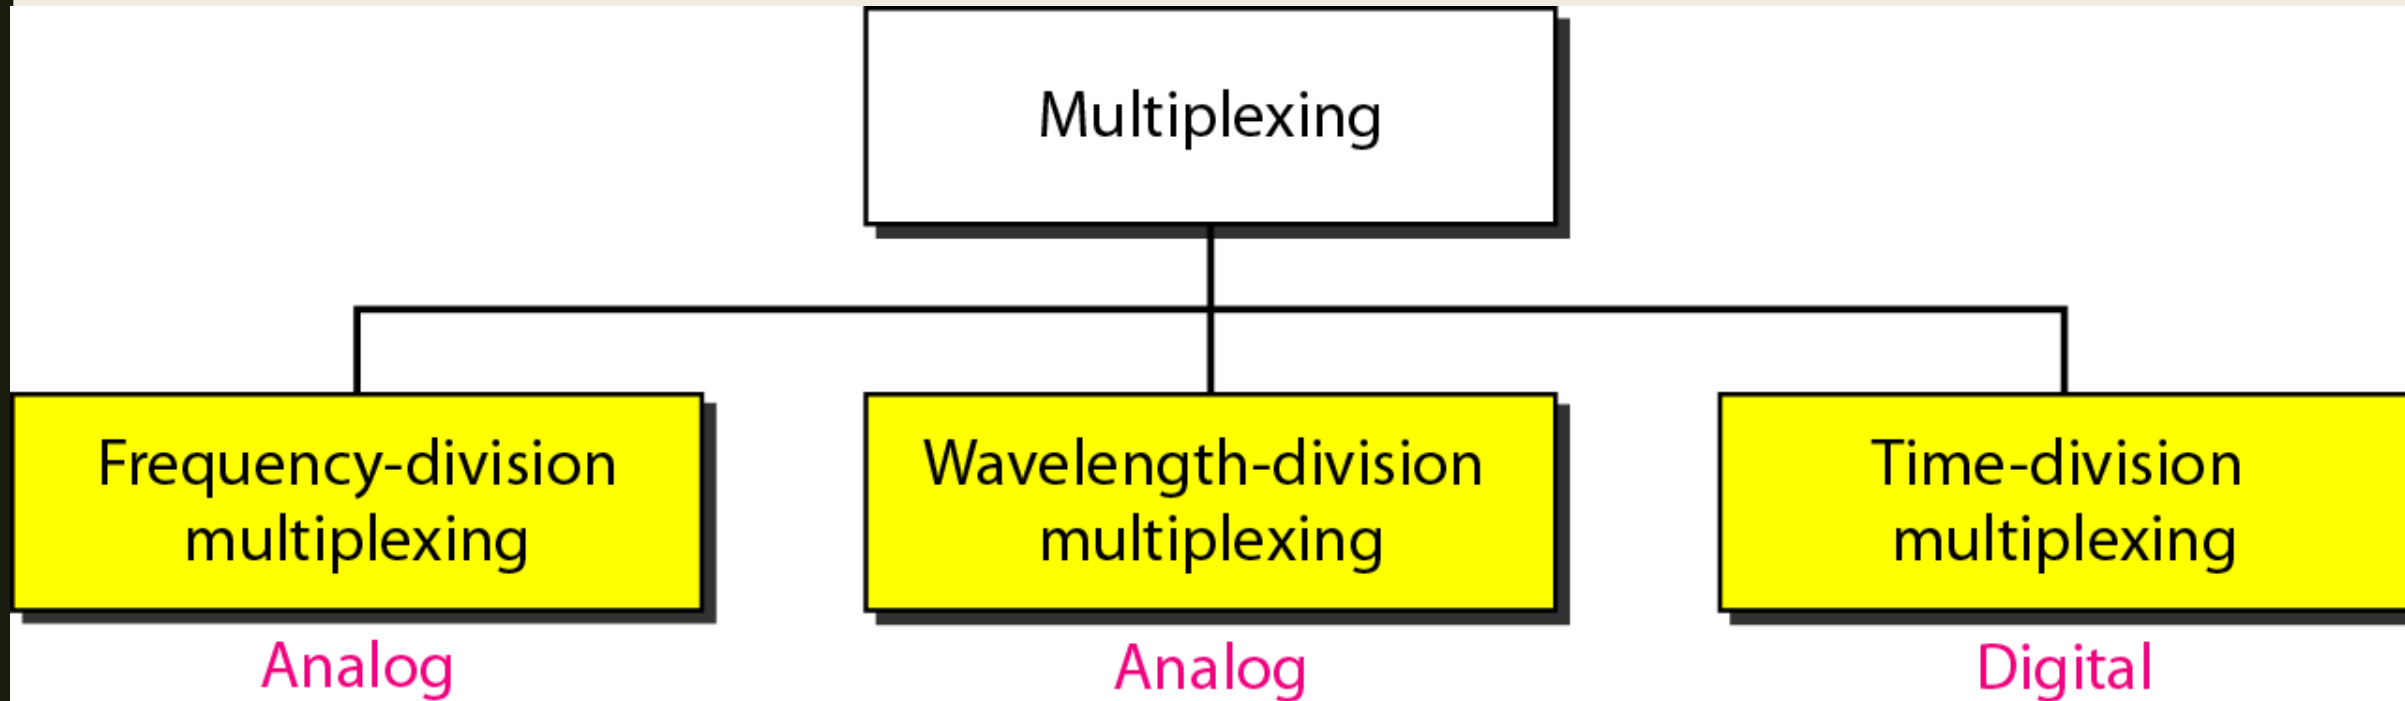 Multiplexing
Frequency-division
multiplexing
Wavelength-division
multiplexing
Time-division
multiplexing
Analog
Analog
Digital